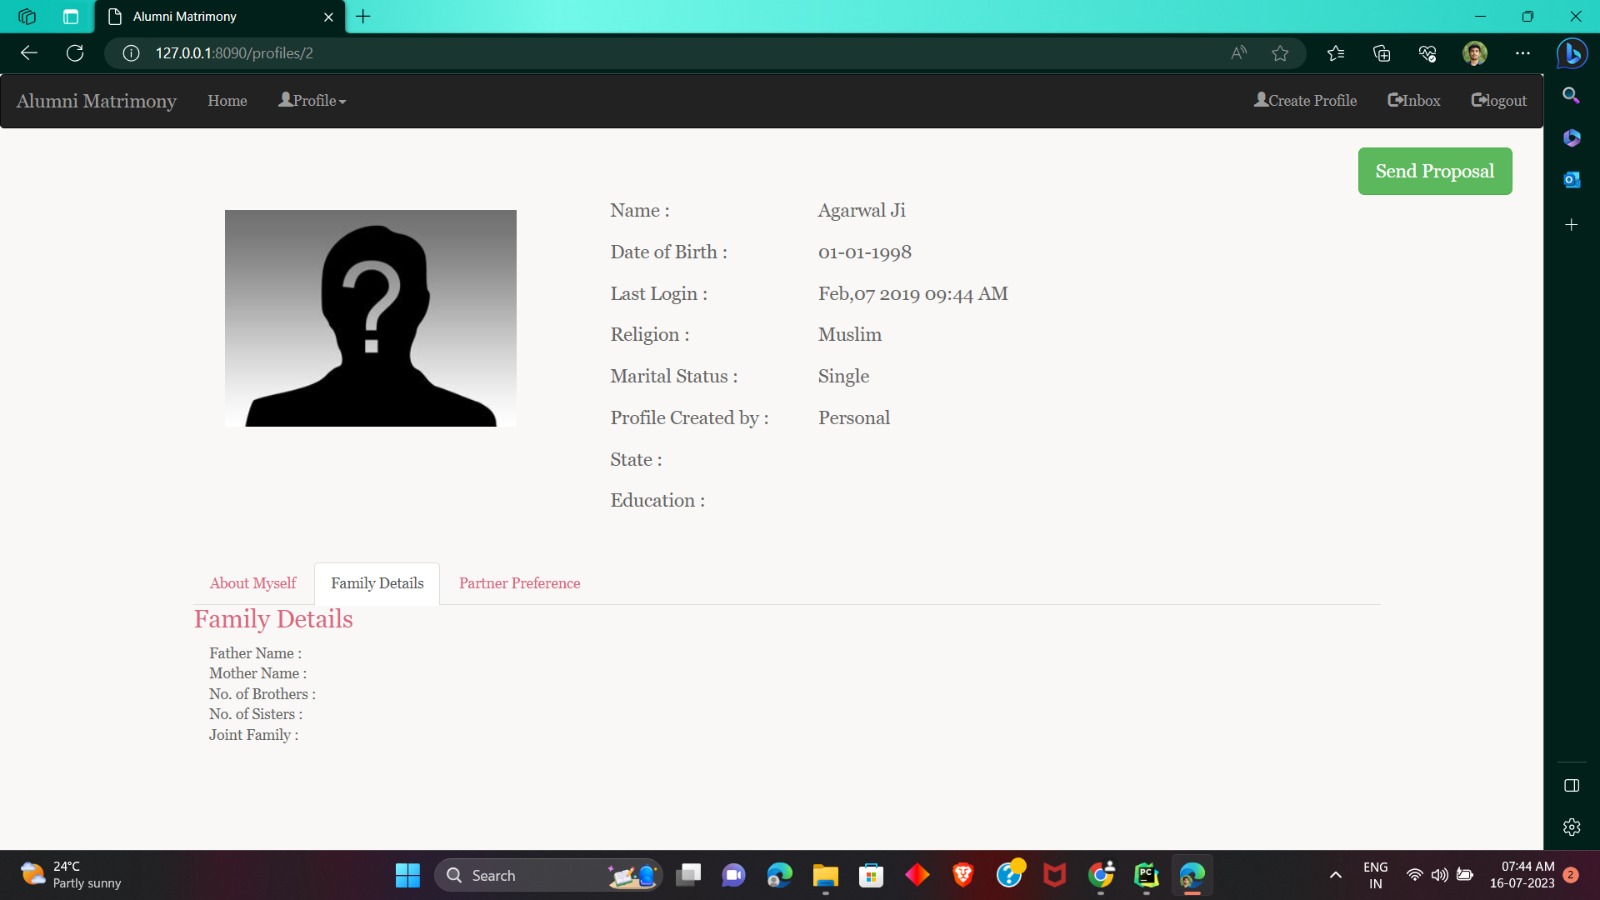 Alumni Matrimony
127.0.0.1:8090/profiles/2
Alumni Matrimony Home Profile Create Profile Inbox logout
Send Proposal
?
Name : Agarwal Ji
Date of Birth : 01-01-1998
Last Login : Feb,07 2019 09:44 AM
Religion : Muslim
Marital Status : Single
Profile Created by : Personal
State :
Education :
About Myself Family Details Partner Preference
Family Details
Father Name :
Mother Name :
No. of Brothers :
No. of Sisters :
Joint Family :
24°C
Partly sunny
Search
PC
ENG
IN
07:44 AM
16-07-2023
2